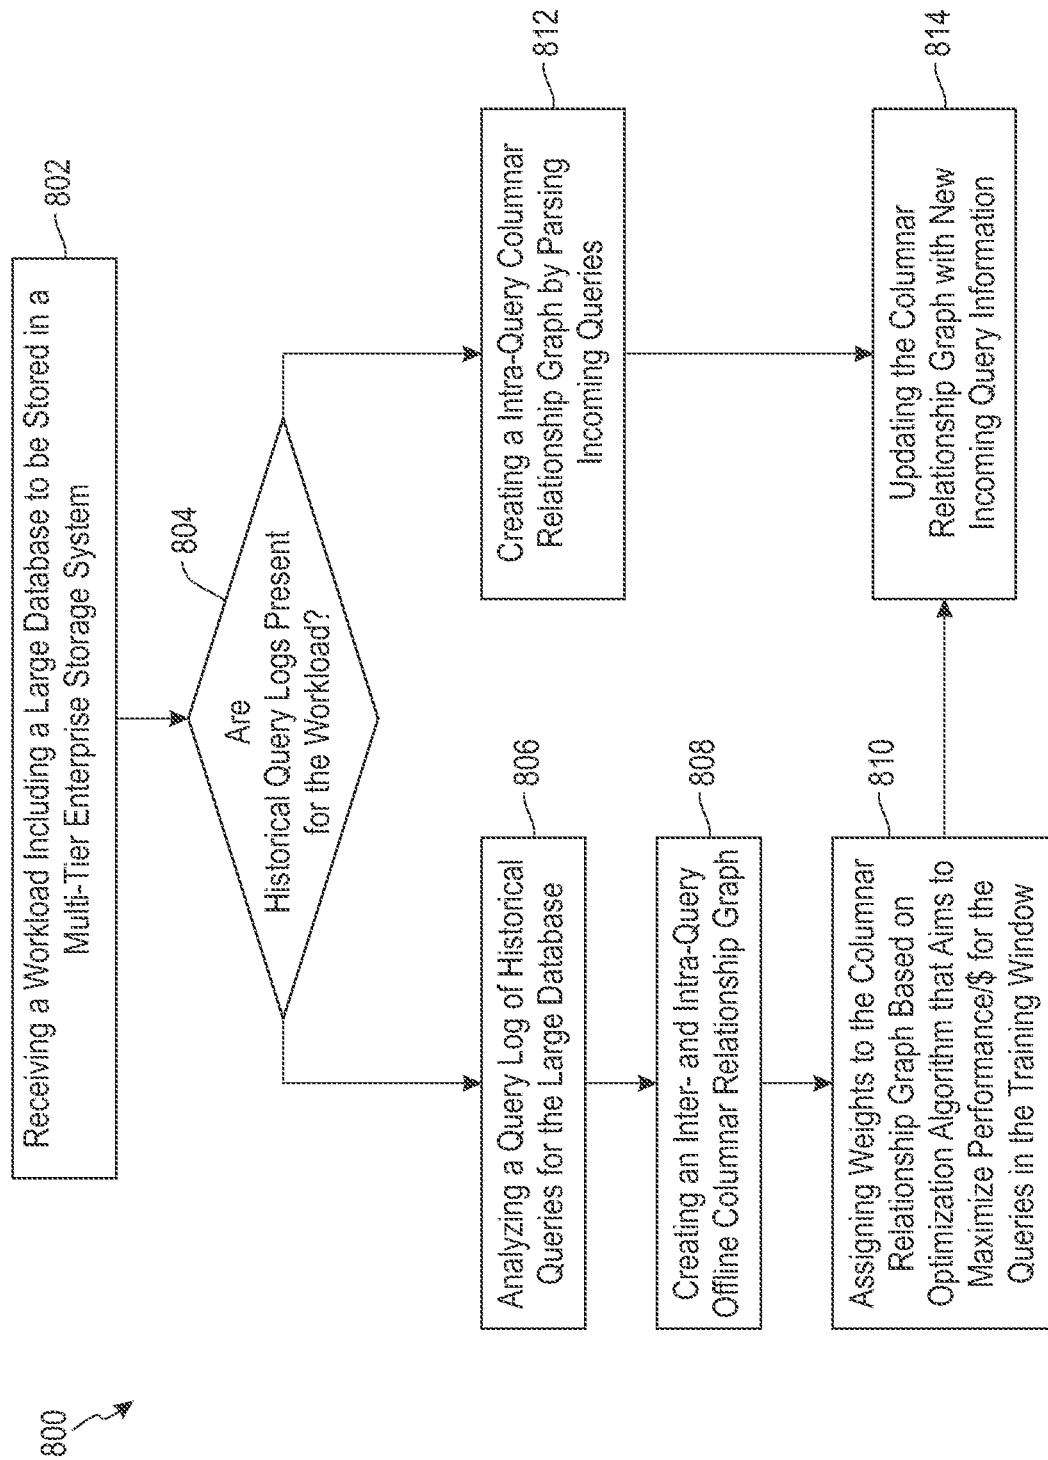 800
Receiving a Workload Including a Large Database to be Stored in a
Multi-Tier Enterprise Storage System
802
Are
Historical Query Logs Present
for the Workload?
804
Analyzing a Query Log of Historical
Queries for the Large Database
806
Creating an Inter- and Intra-Query
Offline Columnar Relationship Graph
808
Assigning Weights to the Columnar
Relationship Graph Based on
Optimization Algorithm that Aims to
Maximize Performance/$ for the
Queries in the Training Window
810
Creating a Intra-Query Columnar
Relationship Graph by Parsing
Incoming Queries
812
Updating the Columnar
Relationship Graph with New
Incoming Query Information
814